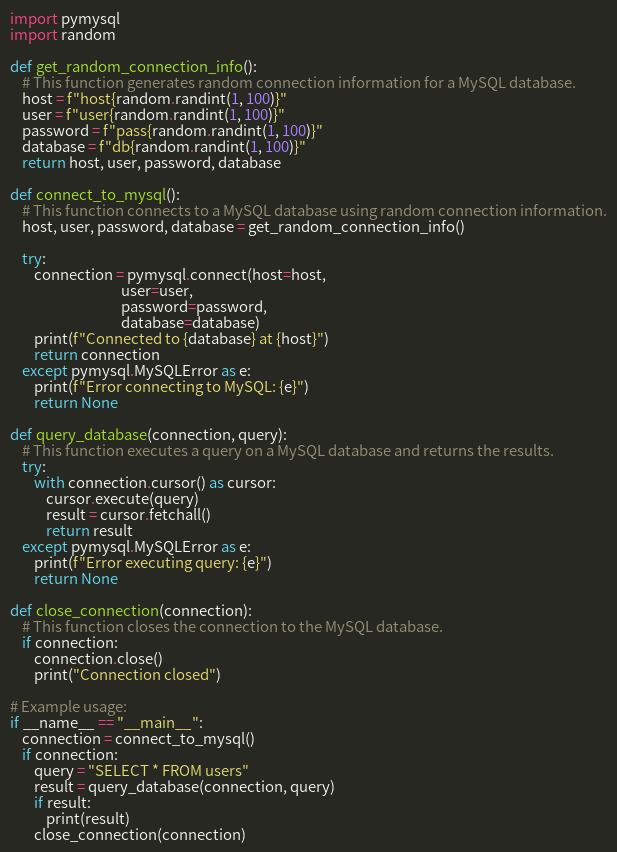 import pymysql
import random

def get_random_connection_info():
    # This function generates random connection information for a MySQL database.
    host = f"host{random.randint(1, 100)}"
    user = f"user{random.randint(1, 100)}"
    password = f"pass{random.randint(1, 100)}"
    database = f"db{random.randint(1, 100)}"
    return host, user, password, database

def connect_to_mysql():
    # This function connects to a MySQL database using random connection information.
    host, user, password, database = get_random_connection_info()

    try:
        connection = pymysql.connect(host=host,
                                     user=user,
                                     password=password,
                                     database=database)
        print(f"Connected to {database} at {host}")
        return connection
    except pymysql.MySQLError as e:
        print(f"Error connecting to MySQL: {e}")
        return None

def query_database(connection, query):
    # This function executes a query on a MySQL database and returns the results.
    try:
        with connection.cursor() as cursor:
            cursor.execute(query)
            result = cursor.fetchall()
            return result
    except pymysql.MySQLError as e:
        print(f"Error executing query: {e}")
        return None

def close_connection(connection):
    # This function closes the connection to the MySQL database.
    if connection:
        connection.close()
        print("Connection closed")

# Example usage:
if __name__ == "__main__":
    connection = connect_to_mysql()
    if connection:
        query = "SELECT * FROM users"
        result = query_database(connection, query)
        if result:
            print(result)
        close_connection(connection)